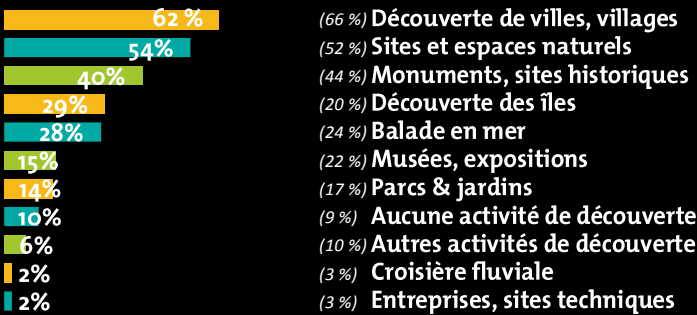 62 % (66 %) Découverte de villes, villages
54% (52 %) Sites et espaces naturels
40% (44 %) Monuments, sites historiques
29% (20 %) Découverte des îles
28% (24 %) Balade en mer
15% (22 %) Musées, expositions
14% (17 %) Parcs & jardins
10% (9 %) Aucune activité de découverte
6% (10 %) Autres activités de découverte
2% (3 %) Croisière fluviale
2% (3 %) Entreprises, sites techniques